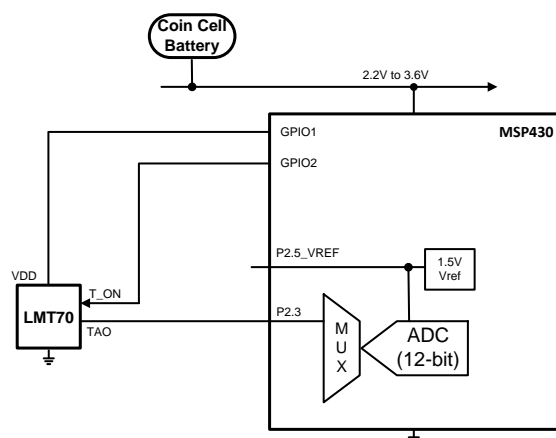 Coin Cell
Battery
2.2V to 3.6V
MSP430
GPIO1
GPIO2
P2.5_VREF
1.5V
Vref
VDD
T_ON
LMT70
TAO
P2.3
M
U
X
ADC
(12-bit)